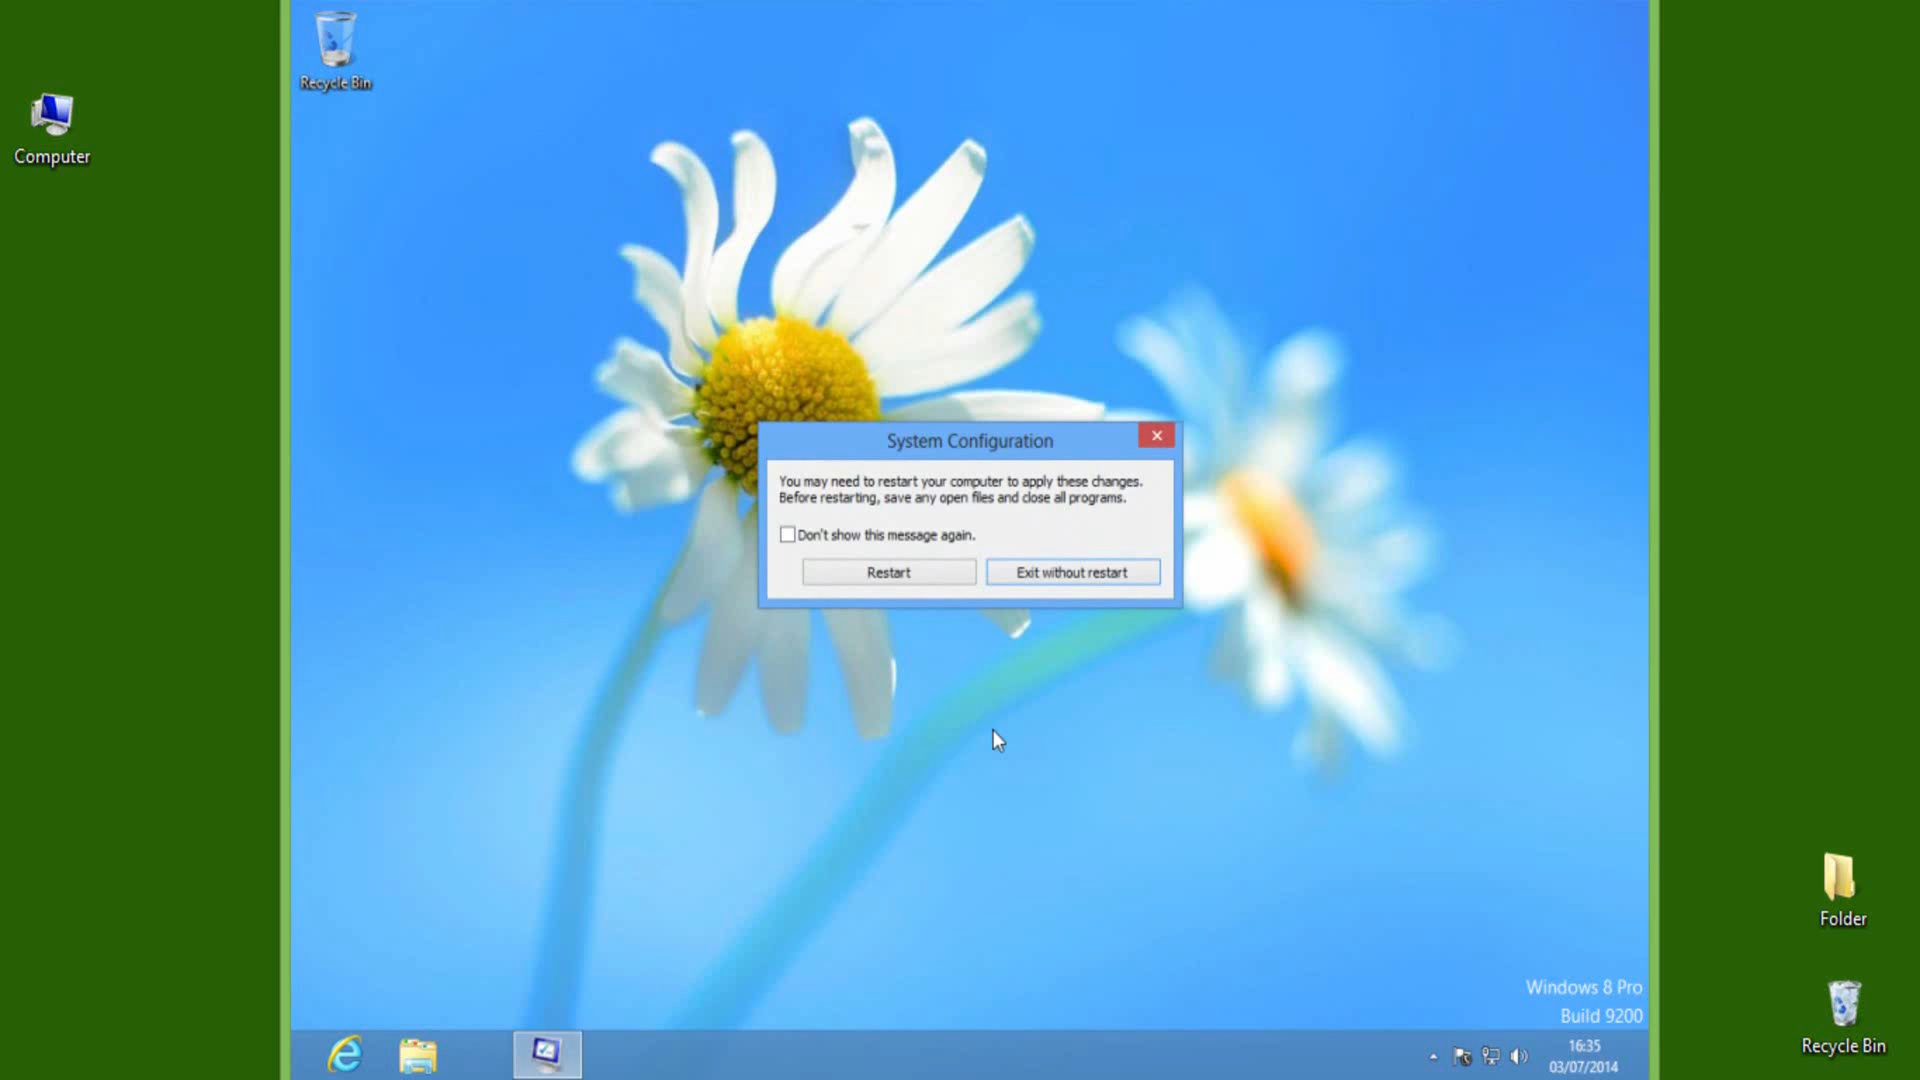 Recycle Bin
Computer
System Configuration
You may need to restart your computer to apply these changes.
Before restarting, save any open files and close all programs.
Don't show this message again.
Restart
Exit without restart
Folder
Windows 8 Pro
Build 9200
Recycle Bin
16:35
03/07/2014